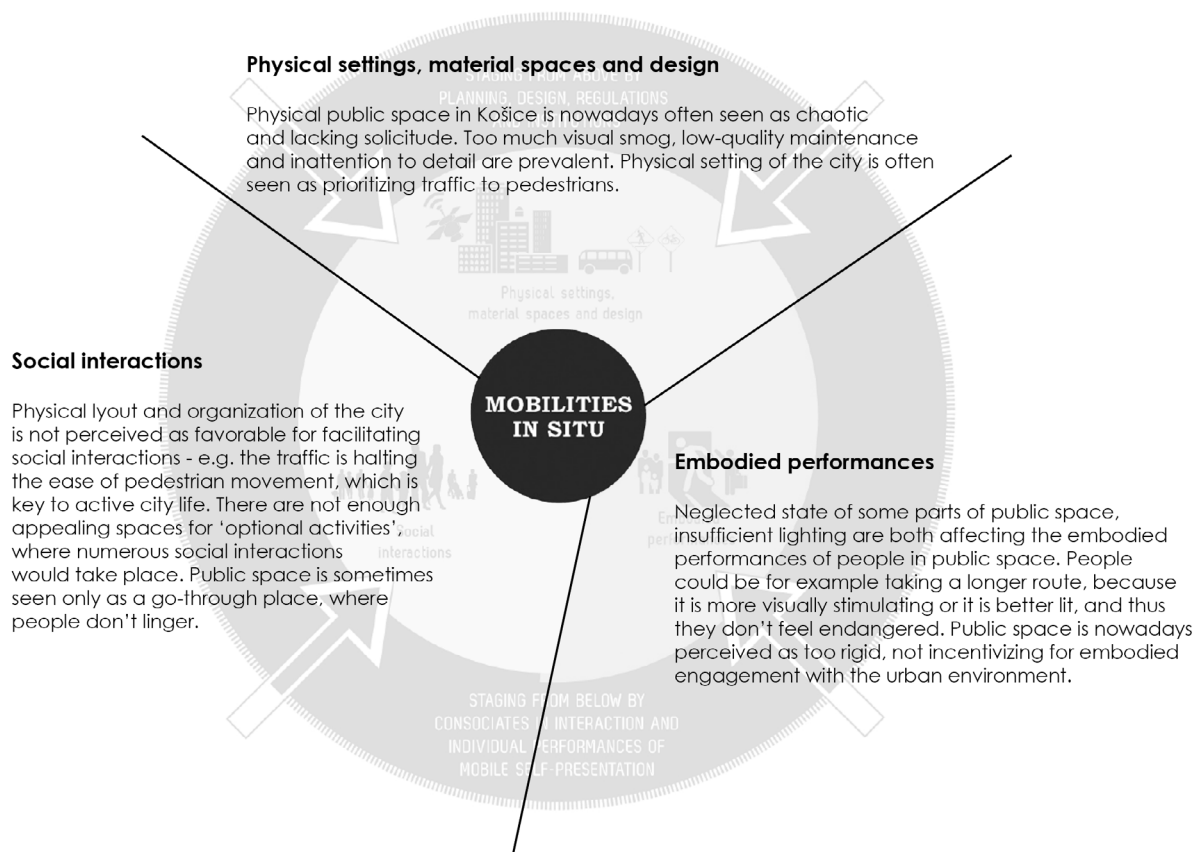 Physical settings, material spaces and design
STAGING FROM ABOVE BY
PLANNING, DESIGN, REGULATIONS
AND INSTITUTIONS
Physical public space in Košice is nowadays often seen as chaotic
and lacking solicitude. Too much visual smog, low-quality maintenance
and inattention to detail are prevalent. Physical setting of the city is often
seen as prioritizing traffic to pedestrians.
Physical settings,
material spaces and design
MOBILITIES
IN SITU
Social interactions
Physical lyout and organization of the city
is not perceived as favorable for facilitating
social interactions - e.g. the traffic is halting
the ease of pedestrian movement, which is
key to active city life. There are not enough
appealing spaces for ‘optional activities’,
where numerous social interactions
would take place. Public space is sometimes
seen only as a go-through place, where
people don’t linger.
Social
interactions
Embodied performances
Neglected state of some parts of public space,
insufficient lighting are both affecting the embodied
performances of people in public space. People
could be for example taking a longer route, because
it is more visually stimulating or it is better lit, and thus
they don’t feel endangered. Public space is nowadays
perceived as too rigid, not incentivizing for embodied
engagement with the urban environment.
STAGING FROM BELOW BY
CONSOCIATES IN INTERACTION AND
INDIVIDUAL PERFORMANCES OF
MOBILE SELF-PRESENTATION